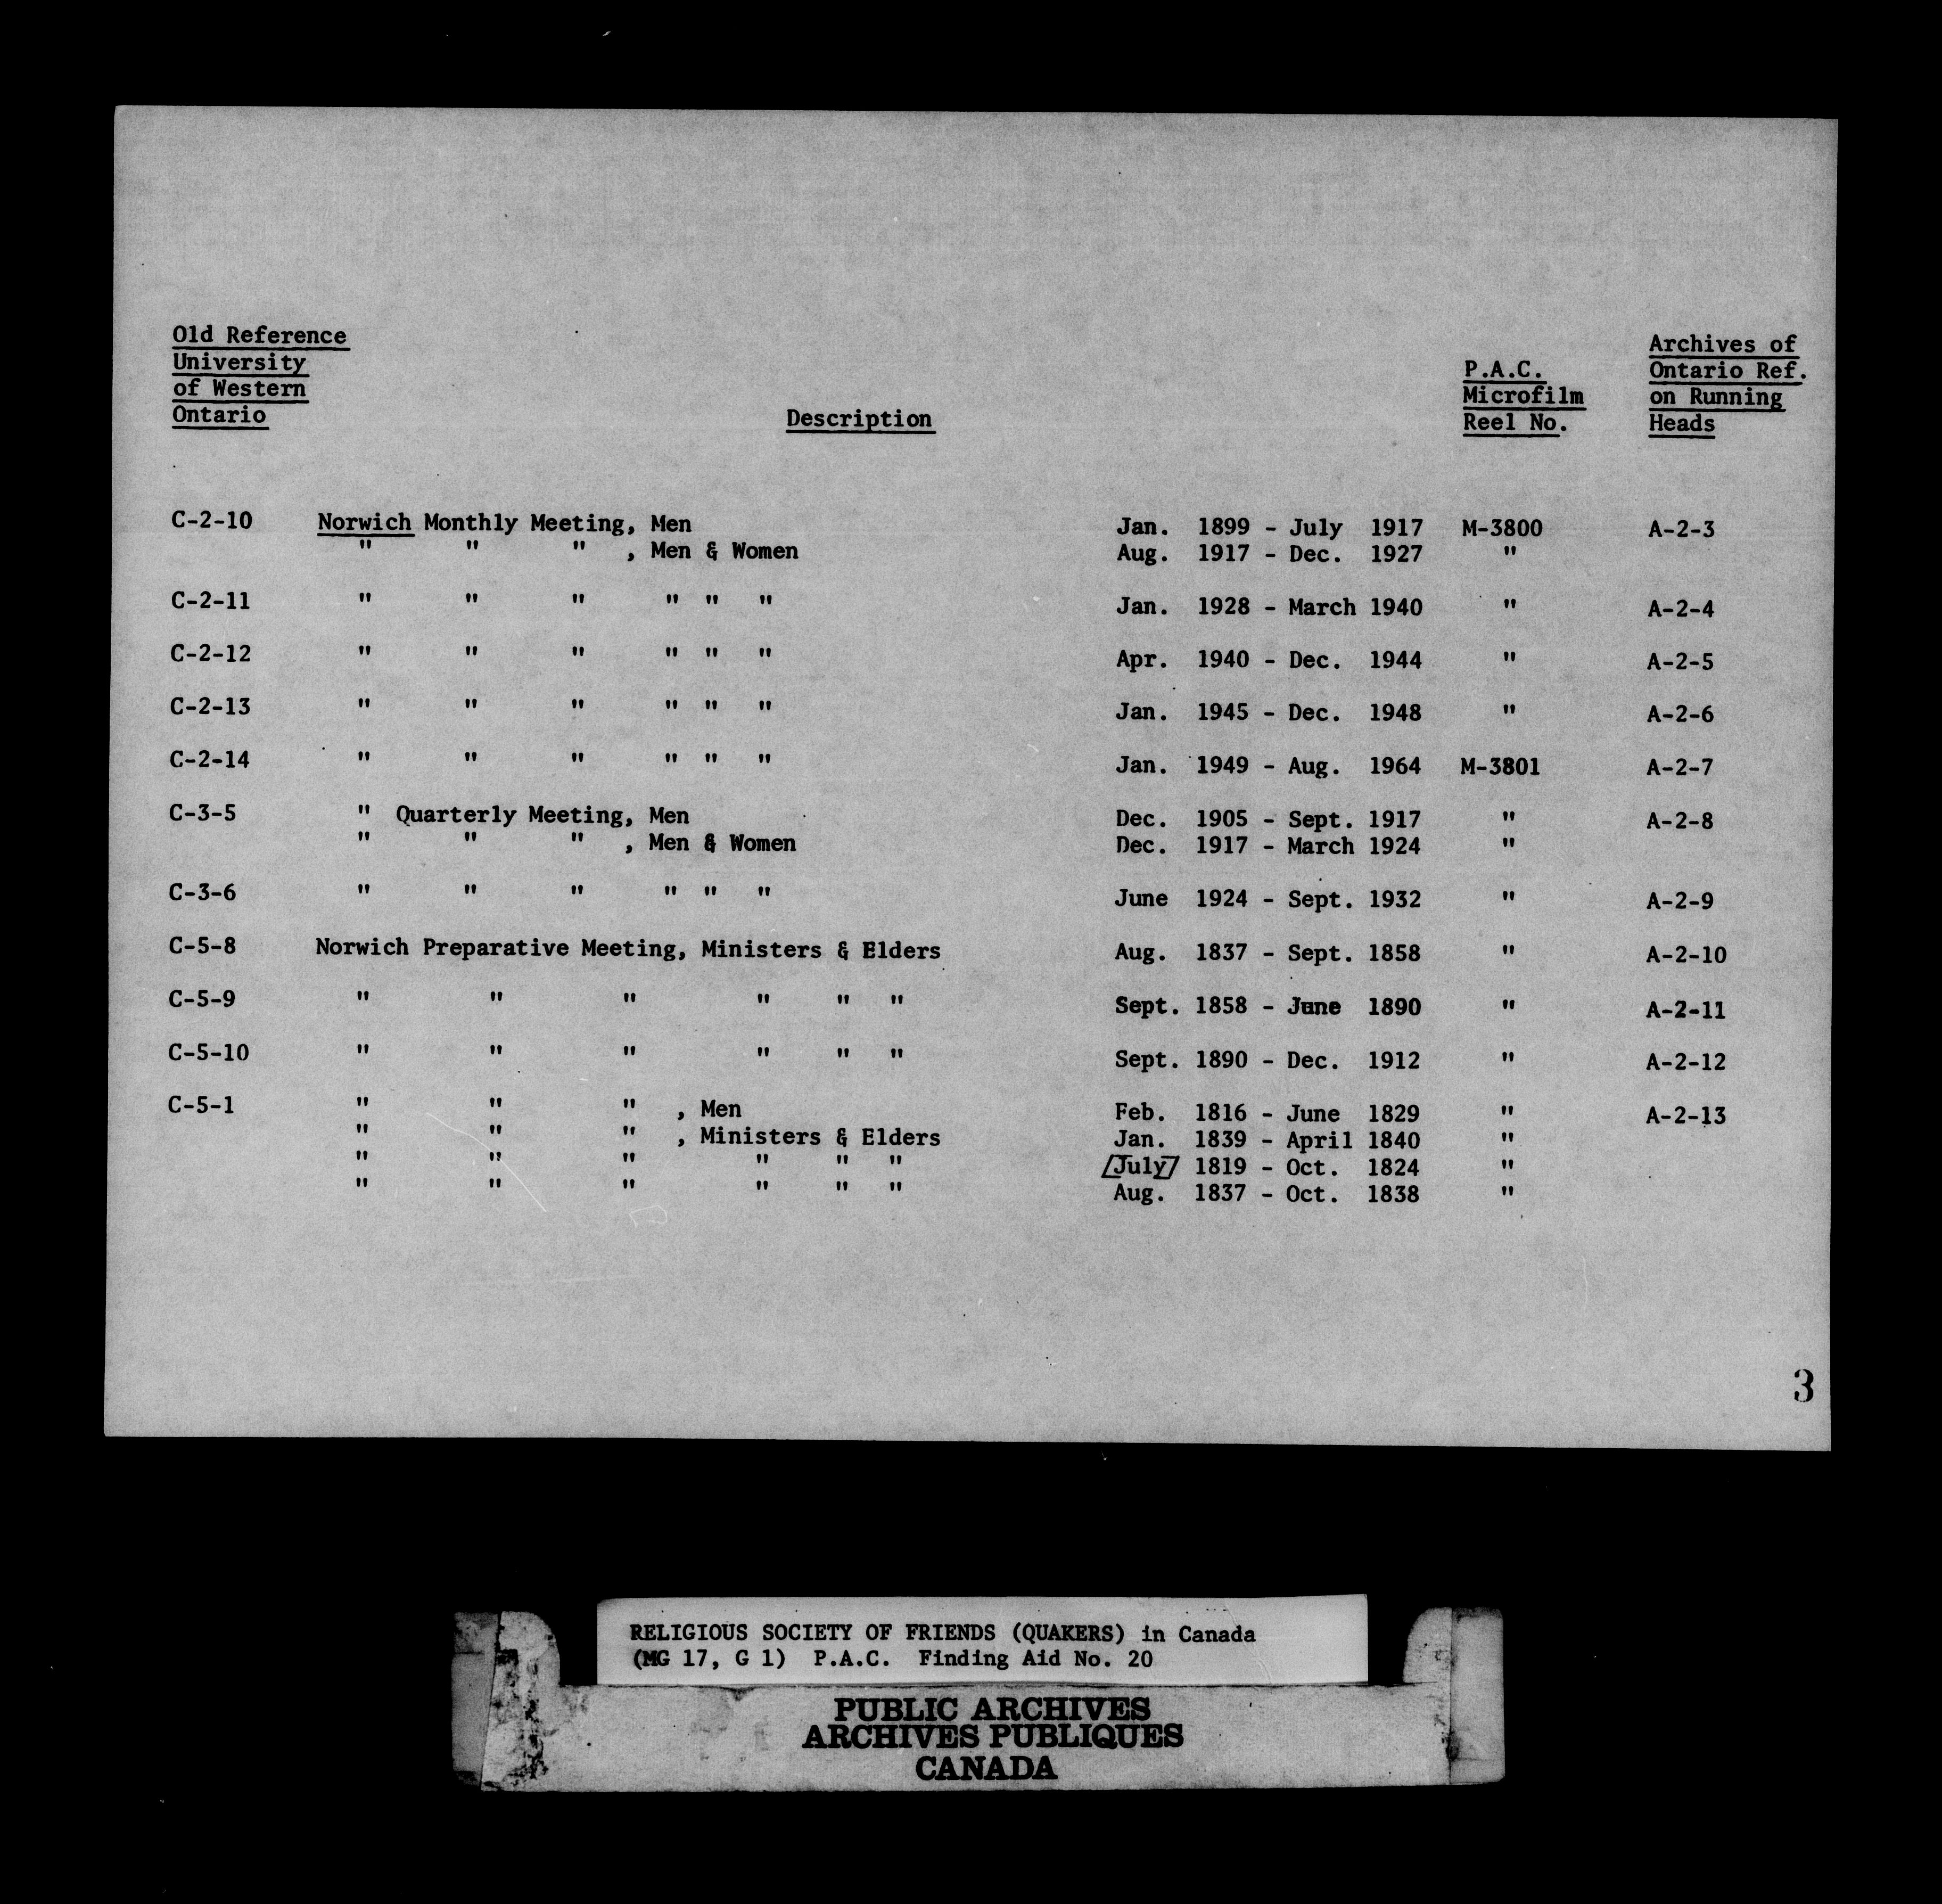 Old Reference
University
of Western
Ontario
Description
P.A.C.
Microfilm
Reel No.
Archives of
Ontario Ref.
on Running
Heads
C-2-10 Norwich Monthly Meeting, Men Jan. 1899 - July 1917 M-3800 A-2-3
" " " , Men & Women Aug. 1917 - Dec. 1927 "
C-2-11 " " " " " " Jan. 1928 - March 1940 " A-2-4
C-2-12 " " " " " " Apr. 1940 - Dec. 1944 " A-2-5
C-2-13 " " " " " " Jan. 1945 - Dec. 1948 " A-2-6
C-2-14 " " " " " " Jan. 1949 - Aug. 1964 M-3801 A-2-7
C-3-5 " Quarterly Meeting, Men Dec. 1905 - Sept. 1917 " A-2-8
" " " , Men & Women Dec. 1917 - March 1924 "
C-3-6 " " " " " " June 1924 - Sept. 1932 " A-2-9
C-5-8 Norwich Preparative Meeting, Ministers & Elders Aug. 1837 - Sept. 1858 " A-2-10
C-5-9 " " " " " " Sept. 1858 - June 1890 " A-2-11
C-5-10 " " " " " " Sept. 1890 - Dec. 1912 " A-2-12
C-5-1 " " " , Men Feb. 1816 - June 1829 " A-2-13
" " " , Ministers & Elders Jan. 1839 - April 1840 "
" " " " " " [July] 1819 - Oct. 1824 "
" " " " " " Aug. 1837 - Oct. 1838 "
3
RELIGIOUS SOCIETY OF FRIENDS (QUAKERS) in Canada
(MG 17, G 1) P.A.C. Finding Aid No. 20
PUBLIC ARCHIVES
ARCHIVES PUBLIQUES
CANADA